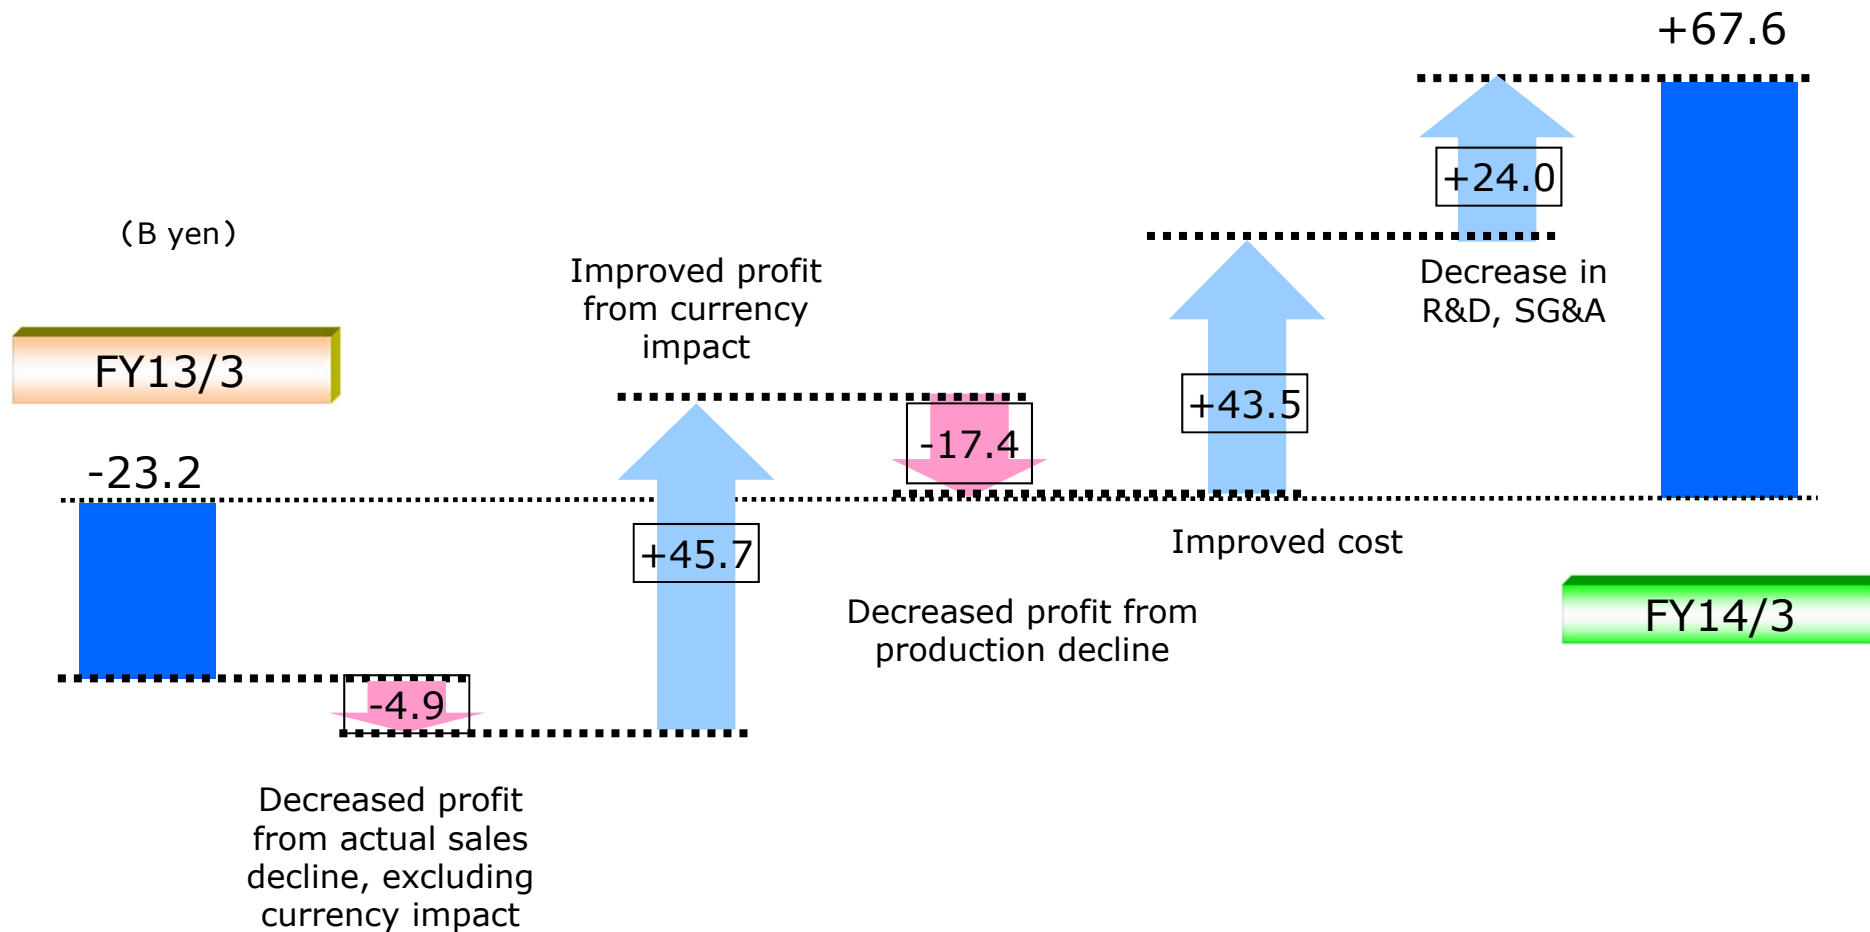 +67.6
+24.0
（B yen）
Improved profit
from currency
impact
Decrease in
R&D, SG&A
FY13/3
+43.5
-17.4
-23.2
+45.7
Improved cost
Decreased profit from
production decline
FY14/3
-4.9
Decreased profit
from actual sales
decline, excluding
currency impact